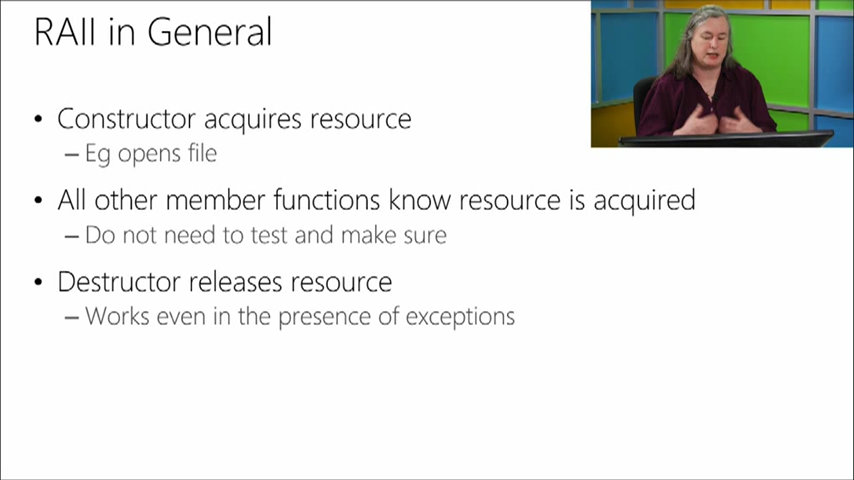 RAII in General
• Constructor acquires resource
– Eg opens file
• All other member functions know resource is acquired
– Do not need to test and make sure
• Destructor releases resource
– Works even in the presence of exceptions